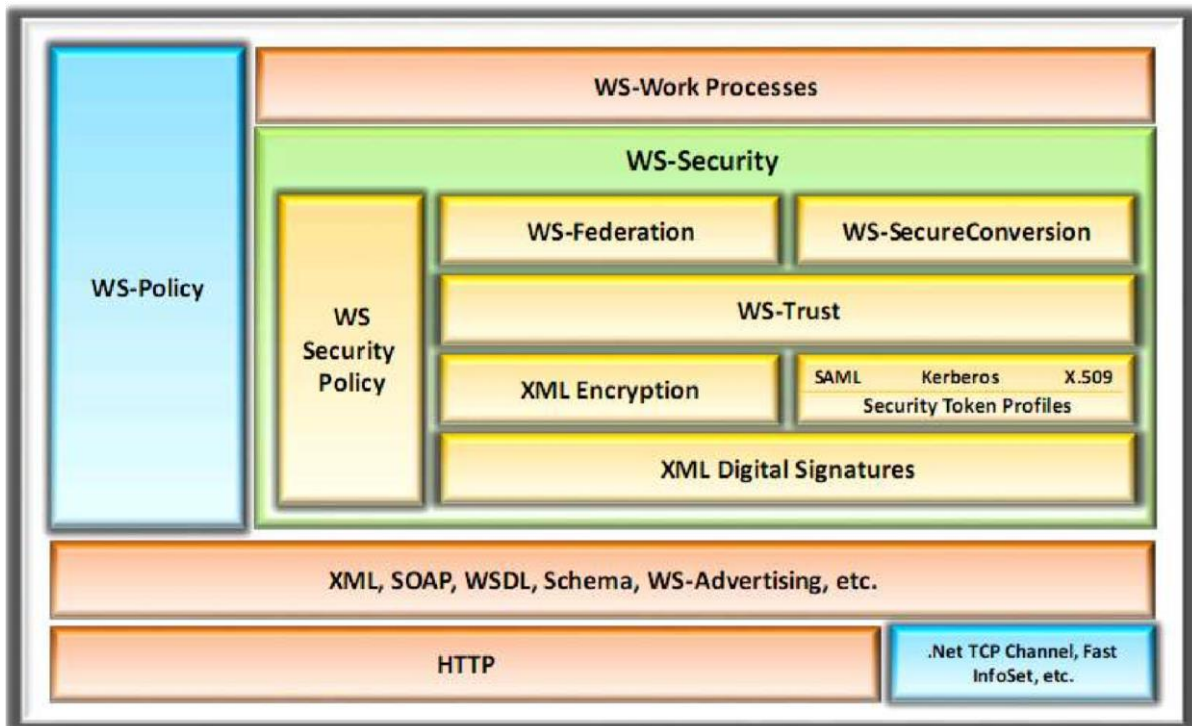 WS-Work Processes
WS-Policy
WS-Security
WS
Security
Policy
WS-Federation
WS-SecureConversion
WS-Trust
XML Encryption
SAML Kerberos X.509
Security Token Profiles
XML Digital Signatures
XML, SOAP, WSDL, Schema, WS-Advertising, etc.
HTTP
.Net TCP Channel, Fast
InfoSet, etc.